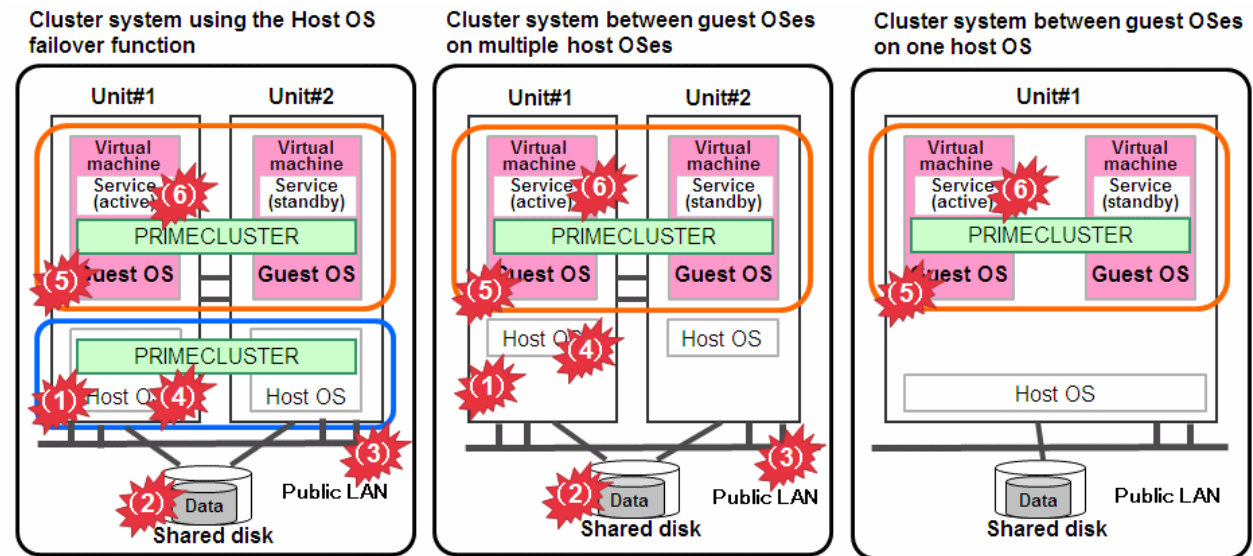 Cluster system using the Host OS
failover function
Unit#1
Unit#2
Virtual
machine
Service
(active)
(6)
Virtual
machine
Service
(standby)
PRIMECLUSTER
(5)
Guest OS
Guest OS
PRIMECLUSTER
(1)
Host OS
(4)
Host OS
(3)
(2)
Data
Public LAN
Shared disk
Cluster system between guest OSes
on multiple host OSes
Unit#1
Unit#2
Virtual
machine
Service
(active)
(6)
Virtual
machine
Service
(standby)
PRIMECLUSTER
(5)
Guest OS
Guest OS
Host OS
(4)
Host OS
(1)
(3)
(2)
Data
Public LAN
Shared disk
Cluster system between guest OSes
on one host OS
Unit#1
Virtual
machine
Service
(active)
(6)
Virtual
machine
Service
(standby)
PRIMECLUSTER
(5)
Guest OS
Guest OS
Host OS
Data
Public LAN
Shared disk